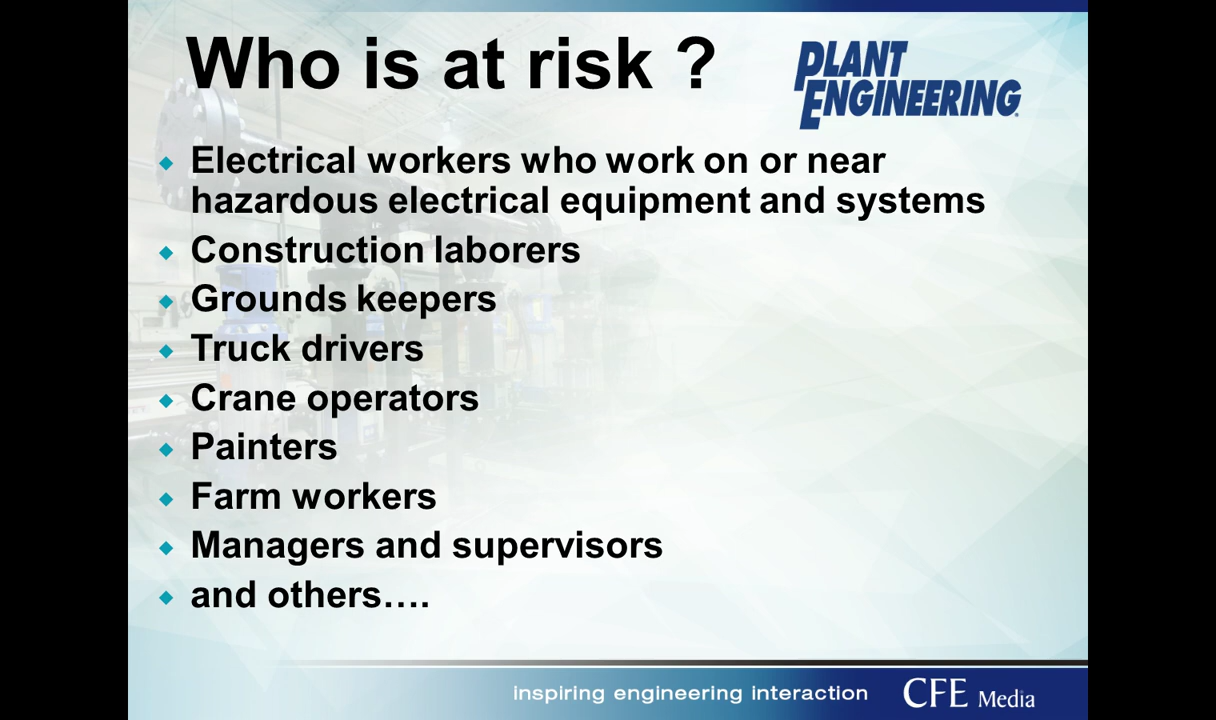 Who is at risk ?
PLANT
ENGINEERING
Electrical workers who work on or near
hazardous electrical equipment and systems
Construction laborers
Grounds keepers
Truck drivers
Crane operators
Painters
Farm workers
Managers and supervisors
and others….
inspiring engineering interaction
CFE Media